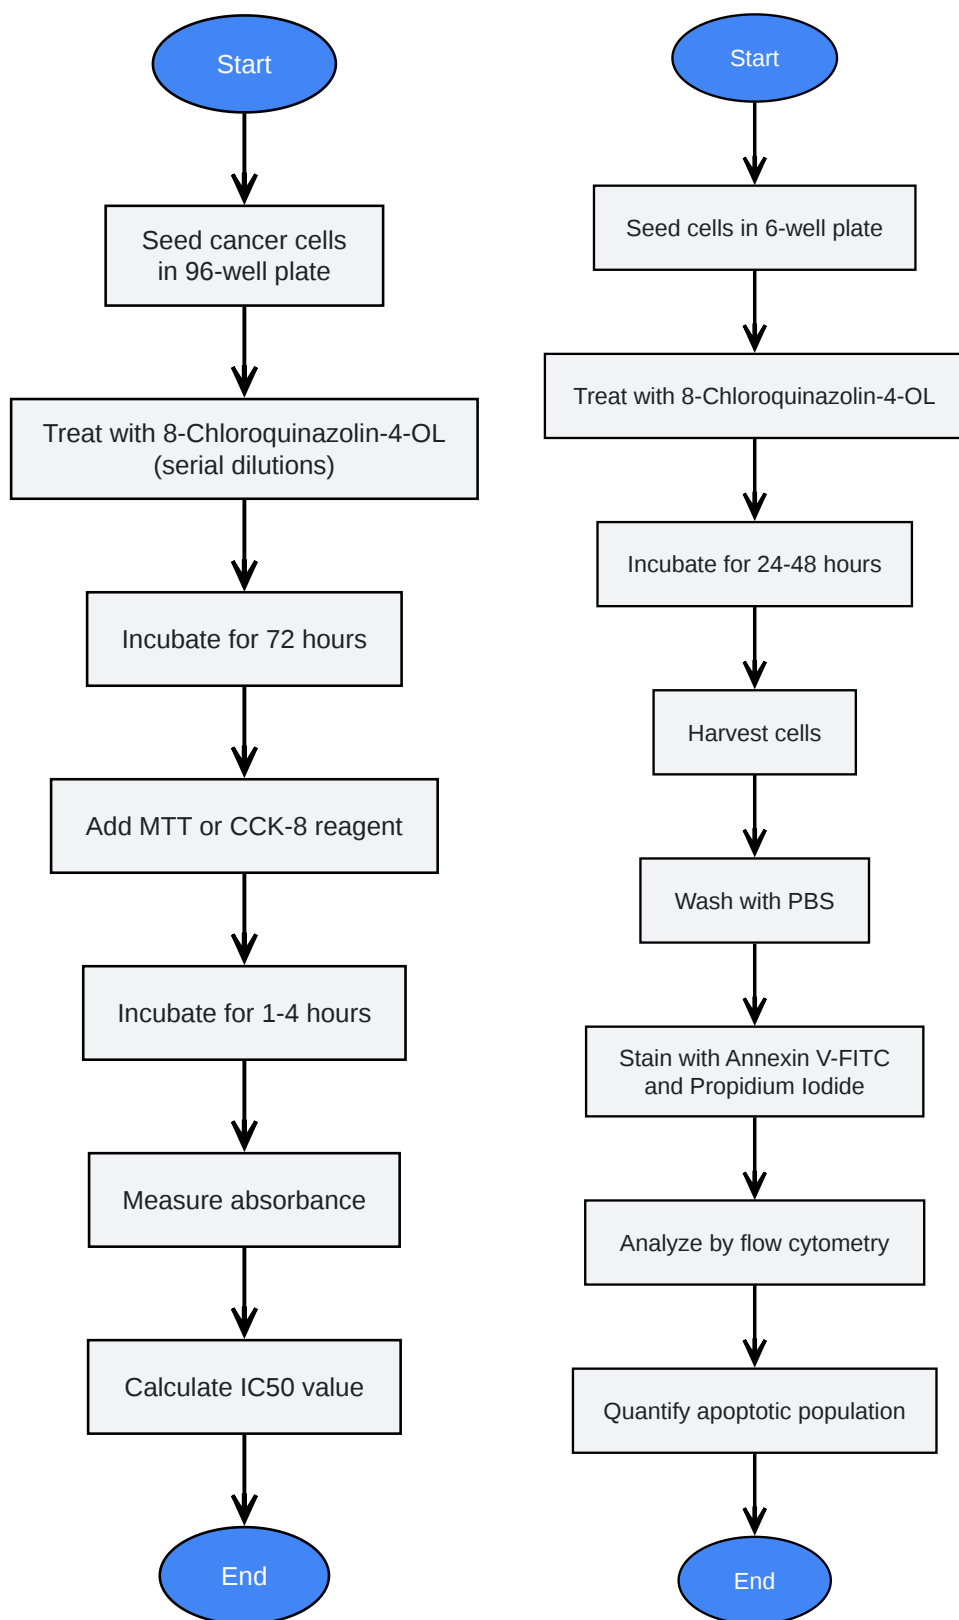 Start
Seed cancer cells
in 96-well plate
Treat with 8-Chloroquinazolin-4-OL
(serial dilutions)
Incubate for 72 hours
Add MTT or CCK-8 reagent
Incubate for 1-4 hours
Measure absorbance
Calculate IC50 value
End
Start
Seed cells in 6-well plate
Treat with 8-Chloroquinazolin-4-OL
Incubate for 24-48 hours
Harvest cells
Wash with PBS
Stain with Annexin V-FITC
and Propidium Iodide
Analyze by flow cytometry
Quantify apoptotic population
End